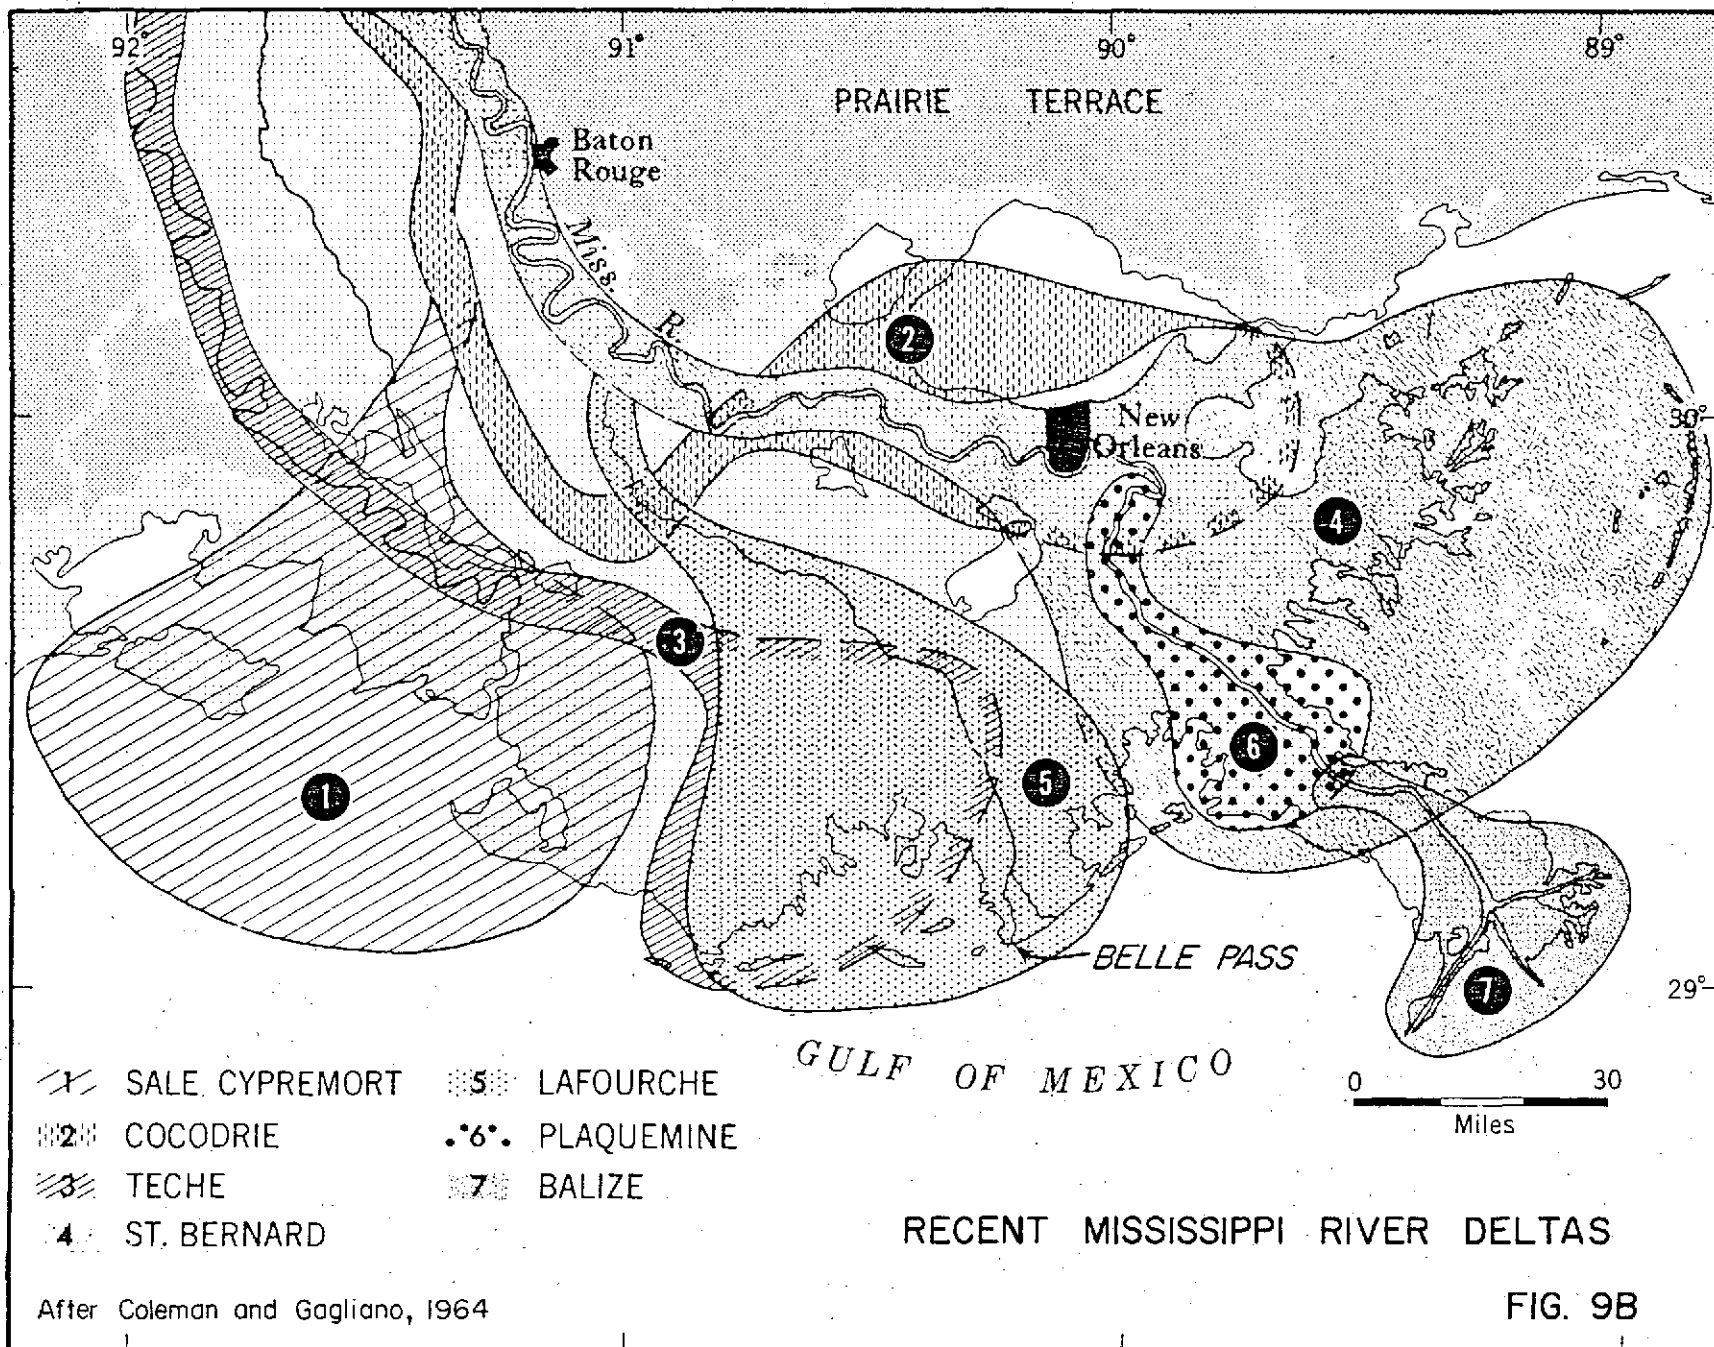 92° 91° 90° 89°
PRAIRIE TERRACE
Baton
Rouge
Miss. R.
2
New
Orleans
30°
4
3
6
5
1
BELLE PASS
7
29°
GULF OF MEXICO
1 SALE CYPREMORT
2 COCODRIE
3 TECHE
4 ST. BERNARD
5 LAFOURCHE
6 PLAQUEMINE
7 BALIZE
0 30
Miles
RECENT MISSISSIPPI RIVER DELTAS
After Coleman and Gagliano, 1964
FIG. 9B